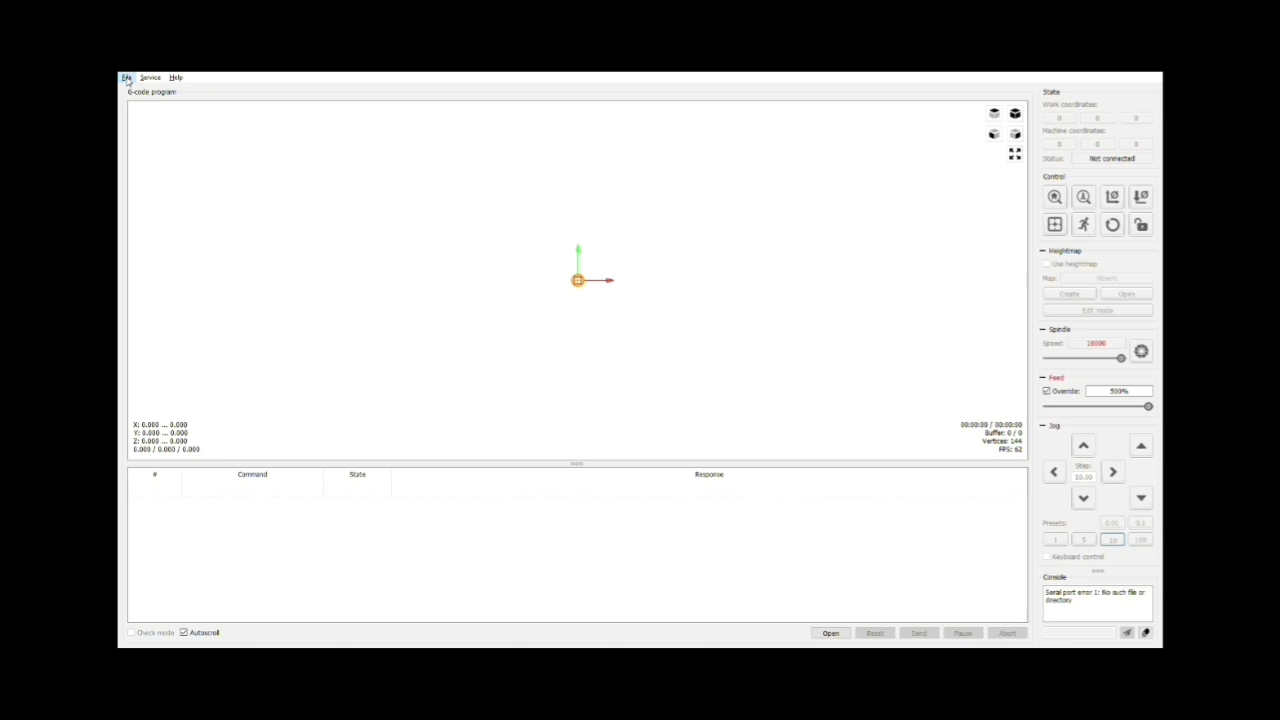 File Service Help
G-code program
X: 0.000 ... 0.000
Y: 0.000 ... 0.000
Z: 0.000 ... 0.000
0.000 / 0.000 / 0.000
00:00:00 / 00:00:00
Buffer: 0 / 0
Vertices: 144
FPS: 62
# Command State Response
Check mode Autoscroll
Open Reset Send Pause Abort
State
Work coordinates:
0 0 0
Machine coordinates:
0 0 0
Status: Not connected
Control
Heightmap
Use heightmap
Map: Absent
Create Open
Edit mode
Spindle
Speed: 10000
Feed
Override: 500%
Jog
Step:
10.00
Presets: 0.01 0.1
1 5 10 100
Keyboard control
Console
Serial port error 1: No such file or
directory